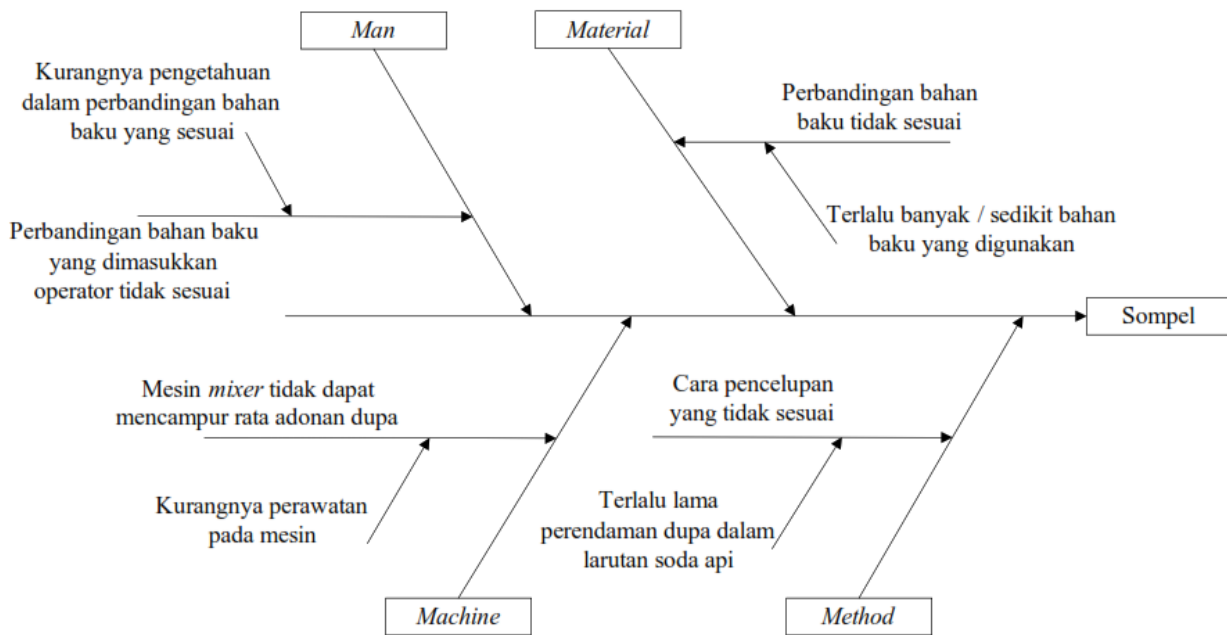 Man
Material
Kurangnya pengetahuan
dalam perbandingan bahan
baku yang sesuai
Perbandingan bahan
baku tidak sesuai
Perbandingan bahan baku
yang dimasukkan
operator tidak sesuai
Terlalu banyak / sedikit bahan
baku yang digunakan
Sompel
Mesin mixer tidak dapat
mencampur rata adonan dupa
Cara pencelupan
yang tidak sesuai
Kurangnya perawatan
pada mesin
Terlalu lama
perendaman dupa dalam
larutan soda api
Machine
Method